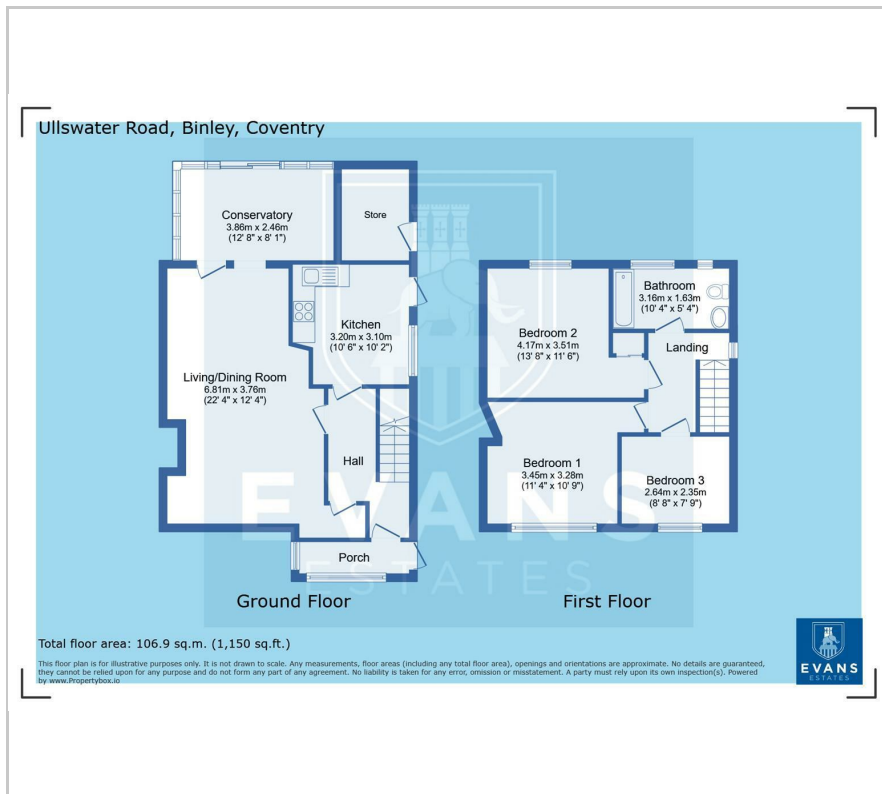 Ullswater Road, Binley, Coventry
Conservatory
3.86m x 2.46m
(12' 8" x 8' 1")
Store
Kitchen
3.20m x 3.10m
(10' 6" x 10' 2")
Living/Dining Room
6.81m x 3.76m
(22' 4" x 12' 4")
Hall
Porch
Ground Floor
Bathroom
3.16m x 1.63m
(10' 4" x 5' 4")
Bedroom 2
4.17m x 3.51m
(13' 8" x 11' 6")
Landing
Bedroom 1
3.45m x 3.28m
(11' 4" x 10' 9")
Bedroom 3
2.64m x 2.35m
(8' 8" x 7' 9")
First Floor
EVANS
ESTATES
Total floor area: 106.9 sq.m. (1,150 sq.ft.)
This floor plan is for illustrative purposes only. It is not drawn to scale. Any measurements, floor areas (including any total floor area), openings and orientations are approximate. No details are guaranteed,
they cannot be relied upon for any purpose and do not form any part of any agreement. No liability is taken for any error, omission or misstatement. A party must rely upon its own inspection(s). Powered
by www.Propertybox.io
EVANS
ESTATES